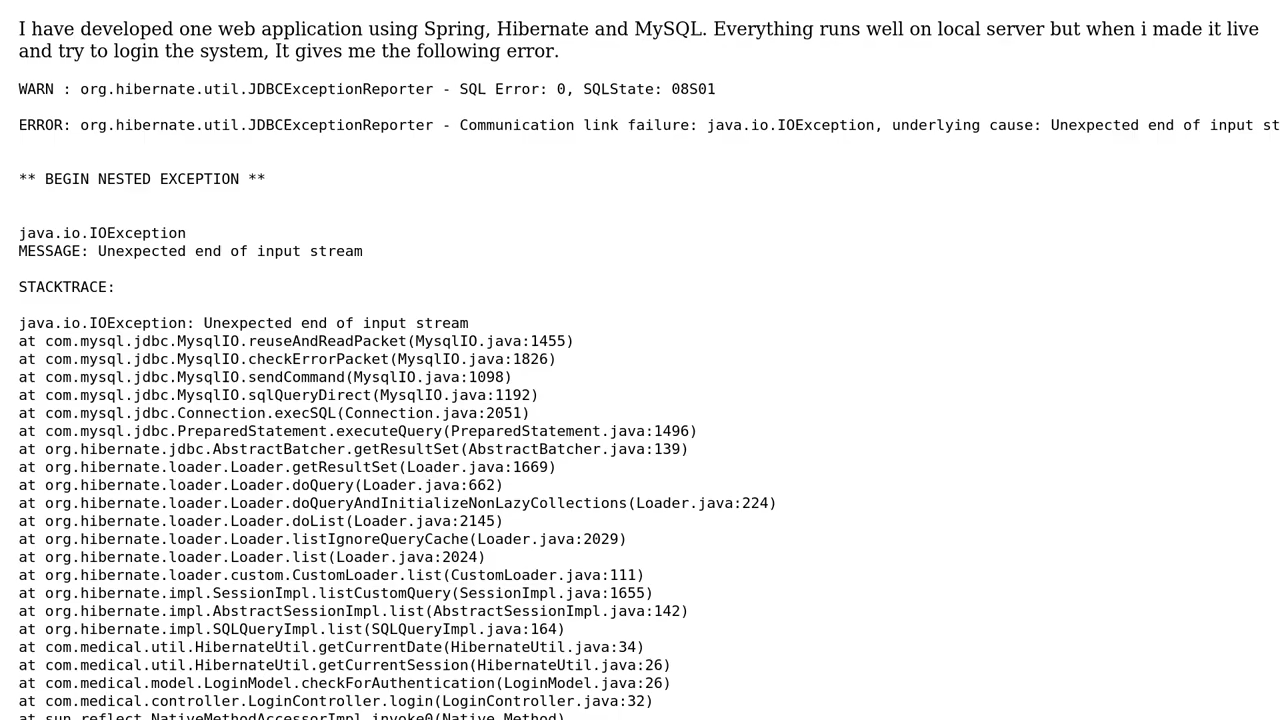 I have developed one web application using Spring, Hibernate and MySQL. Everything runs well on local server but when i made it live
and try to login the system, It gives me the following error.
WARN : org.hibernate.util.JDBCExceptionReporter - SQL Error: 0, SQLState: 08S01
ERROR: org.hibernate.util.JDBCExceptionReporter - Communication link failure: java.io.IOException, underlying cause: Unexpected end of input st
** BEGIN NESTED EXCEPTION **
java.io.IOException
MESSAGE: Unexpected end of input stream
STACKTRACE:
java.io.IOException: Unexpected end of input stream
at com.mysql.jdbc.MysqlIO.reuseAndReadPacket(MysqlIO.java:1455)
at com.mysql.jdbc.MysqlIO.checkErrorPacket(MysqlIO.java:1826)
at com.mysql.jdbc.MysqlIO.sendCommand(MysqlIO.java:1098)
at com.mysql.jdbc.MysqlIO.sqlQueryDirect(MysqlIO.java:1192)
at com.mysql.jdbc.Connection.execSQL(Connection.java:2051)
at com.mysql.jdbc.PreparedStatement.executeQuery(PreparedStatement.java:1496)
at org.hibernate.jdbc.AbstractBatcher.getResultSet(AbstractBatcher.java:139)
at org.hibernate.loader.Loader.getResultSet(Loader.java:1669)
at org.hibernate.loader.Loader.doQuery(Loader.java:662)
at org.hibernate.loader.Loader.doQueryAndInitializeNonLazyCollections(Loader.java:224)
at org.hibernate.loader.Loader.doList(Loader.java:2145)
at org.hibernate.loader.Loader.listIgnoreQueryCache(Loader.java:2029)
at org.hibernate.loader.Loader.list(Loader.java:2024)
at org.hibernate.loader.custom.CustomLoader.list(CustomLoader.java:111)
at org.hibernate.impl.SessionImpl.listCustomQuery(SessionImpl.java:1655)
at org.hibernate.impl.AbstractSessionImpl.list(AbstractSessionImpl.java:142)
at org.hibernate.impl.SQLQueryImpl.list(SQLQueryImpl.java:164)
at com.medical.util.HibernateUtil.getCurrentDate(HibernateUtil.java:34)
at com.medical.util.HibernateUtil.getCurrentSession(HibernateUtil.java:26)
at com.medical.model.LoginModel.checkForAuthentication(LoginModel.java:26)
at com.medical.controller.LoginController.login(LoginController.java:32)
at sun.reflect.NativeMethodAccessorImpl.invoke0(Native Method)